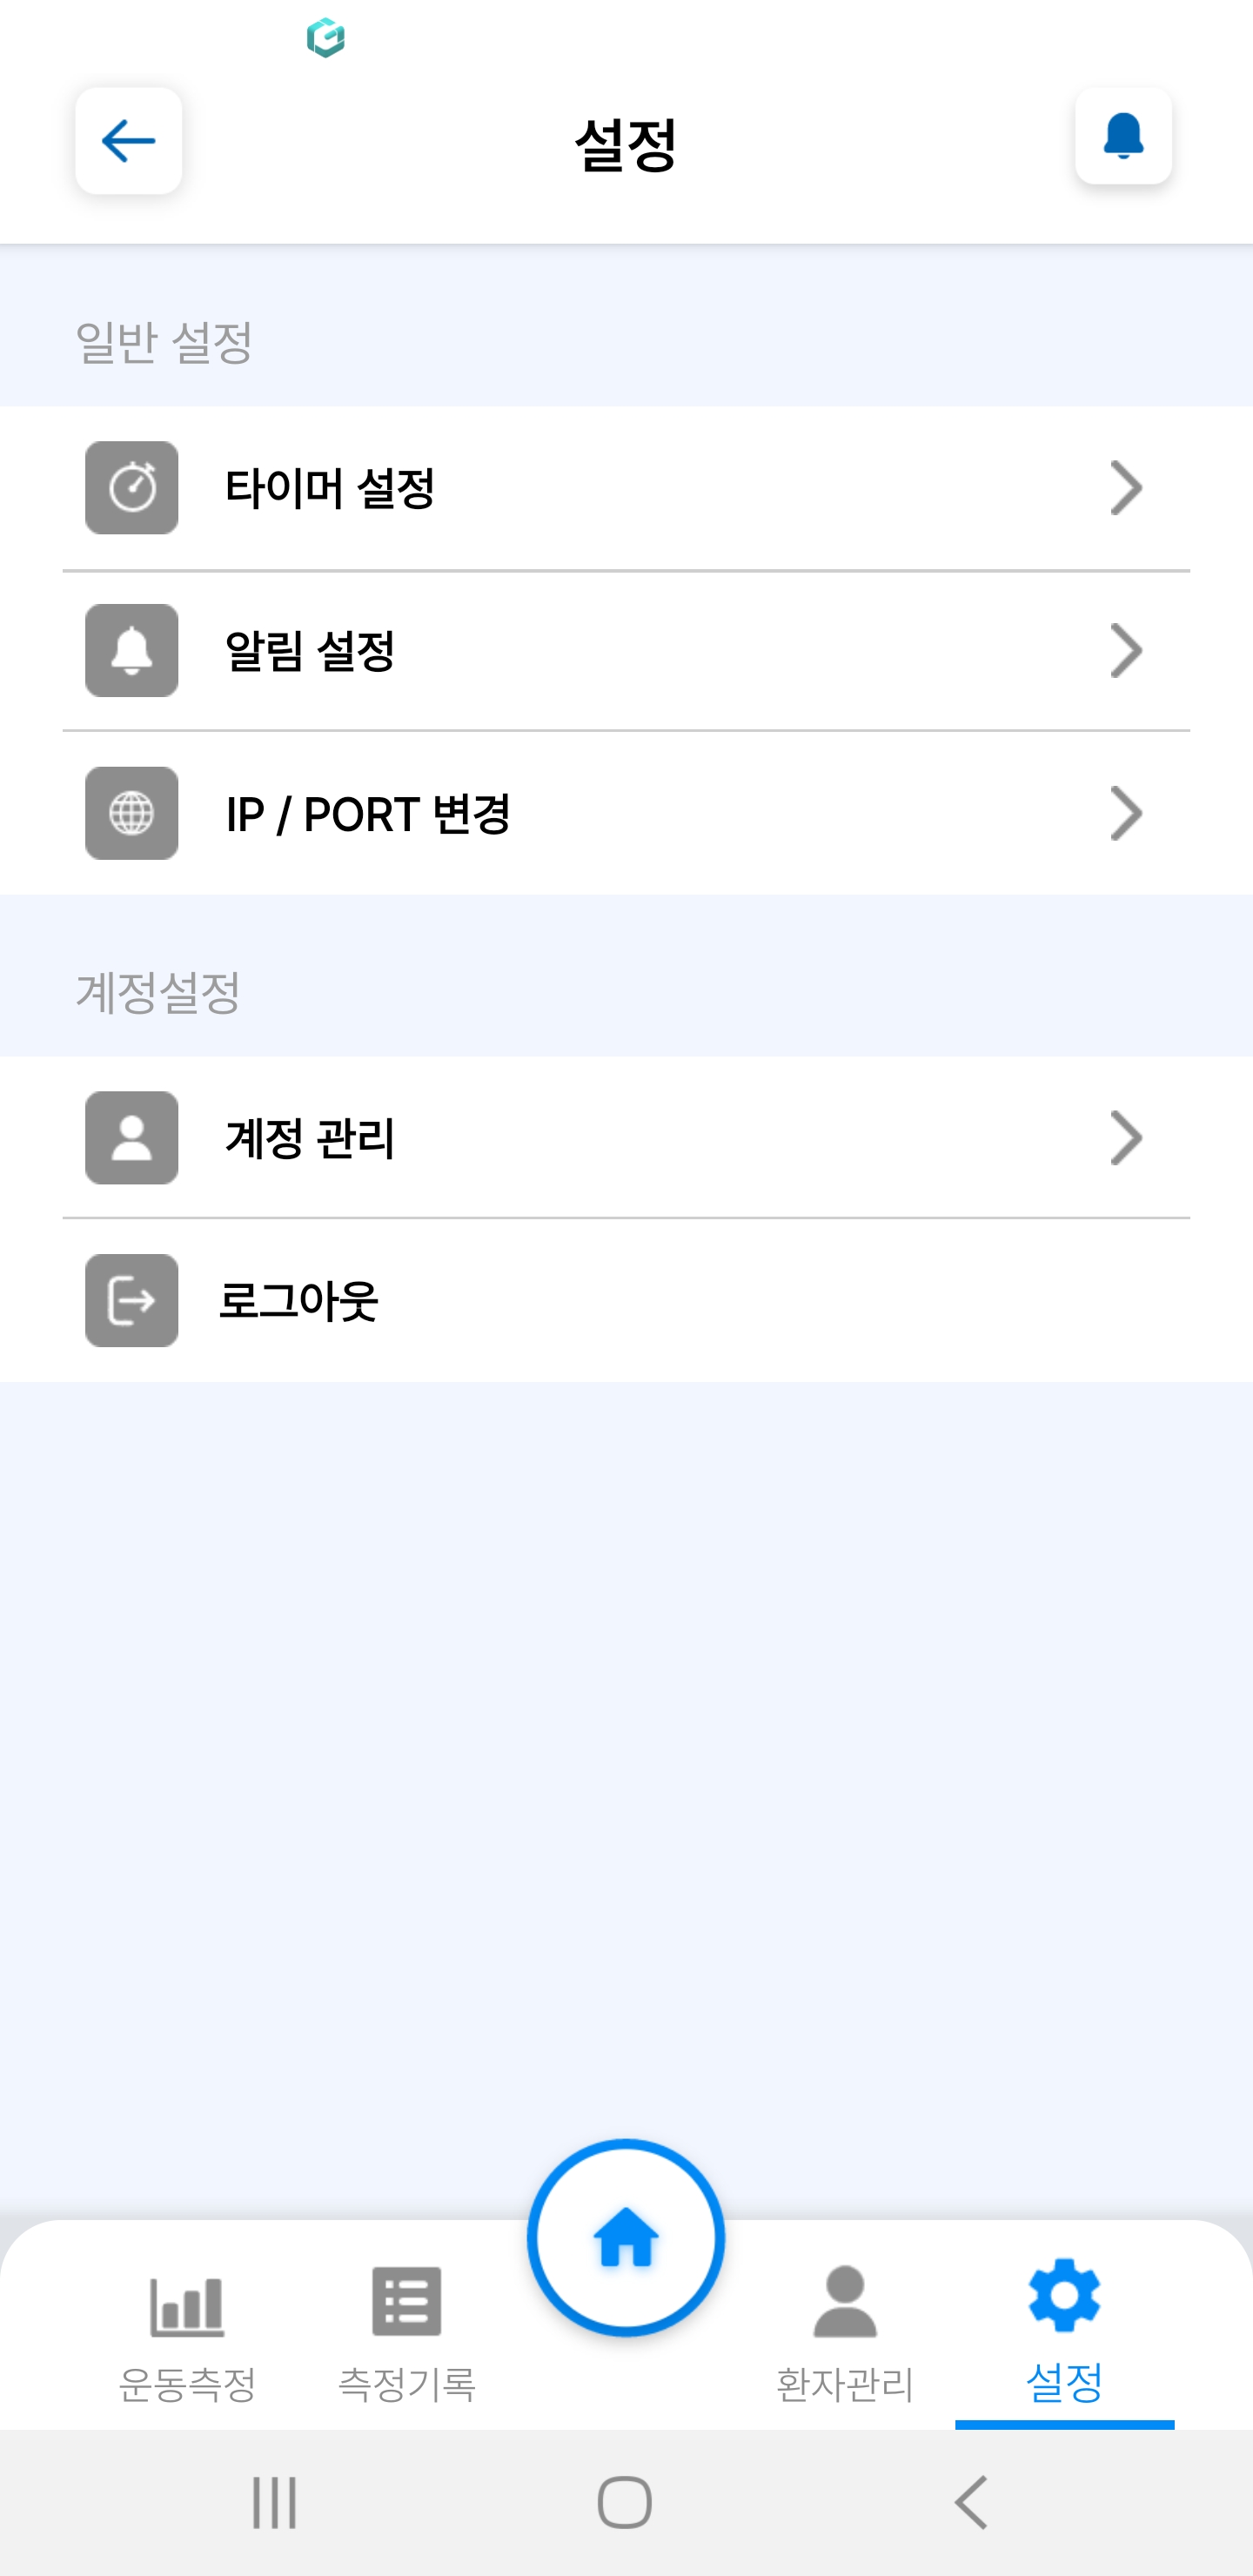 설정
일반 설정
타이머 설정
알림 설정
IP / PORT 변경
계정설정
계정 관리
로그아웃
운동측정
측정기록
환자관리
설정